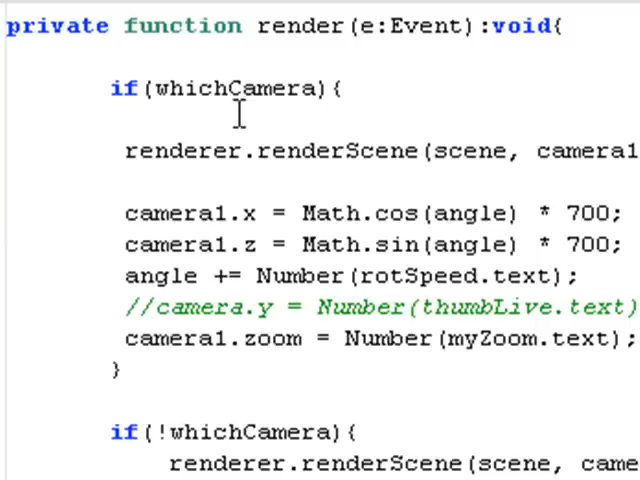 private function render(e:Event):void{
if(whichCamera){
renderer.renderScene(scene, camera1
camera1.x = Math.cos(angle) * 700;
camera1.z = Math.sin(angle) * 700;
angle += Number(rotSpeed.text);
//camera.y = Number(thumbLive.text)
camera1.zoom = Number(myZoom.text);
}
if(!whichCamera){
renderer.renderScene(scene, came